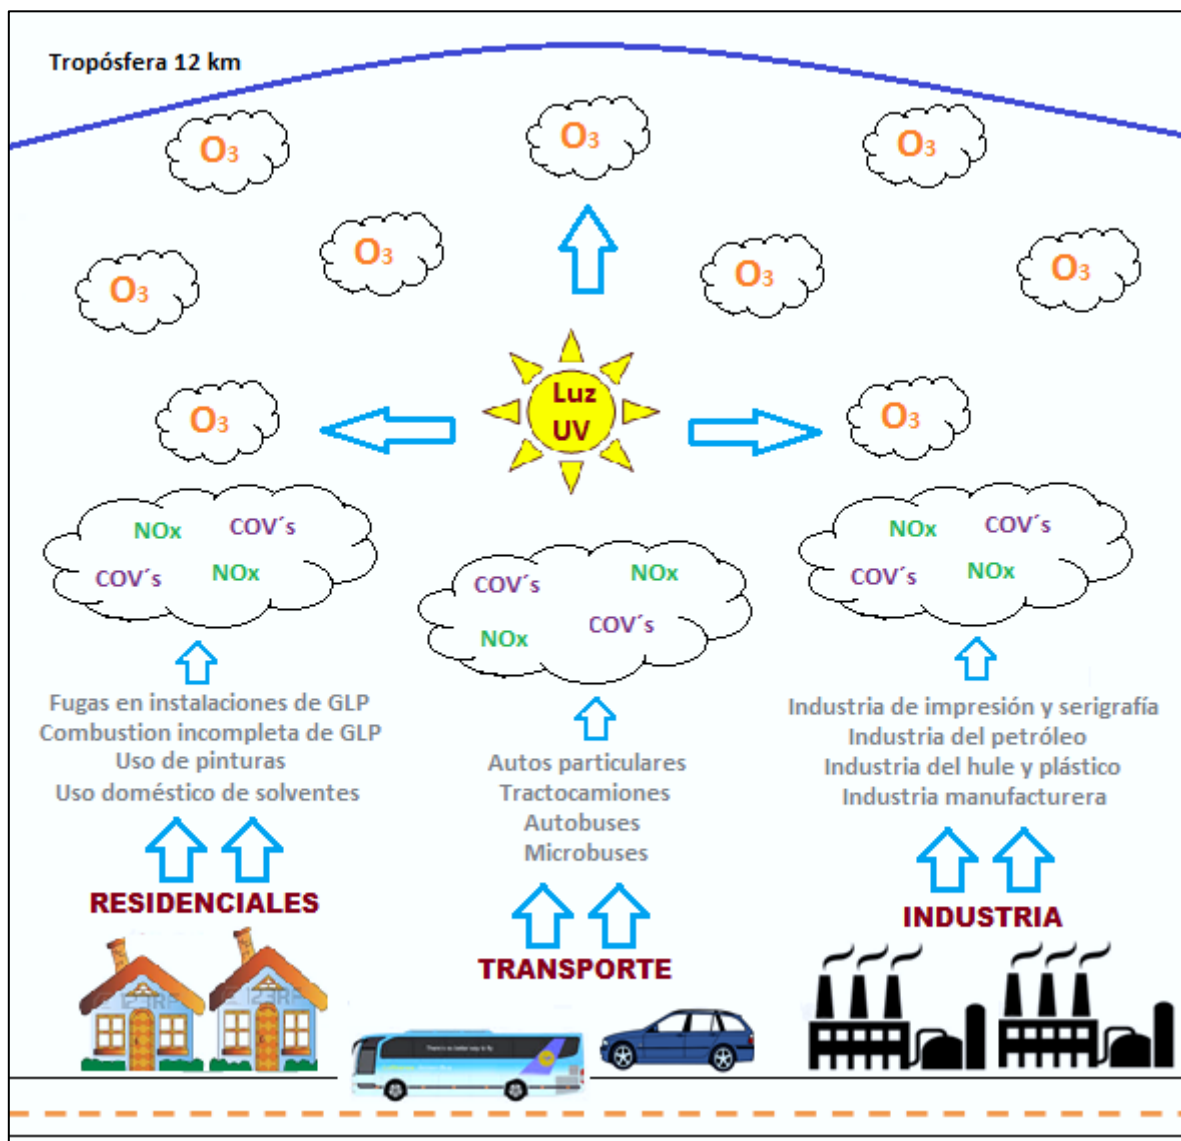 Tropósfera 12 km
O3
O3
O3
O3
O3
O3
O3
Luz
UV
O3
O3
NOx COV´s
COV´s NOx
COV´s NOx
NOx COV´s
NOx COV´s
COV´s NOx
Fugas en instalaciones de GLP
Combustion incompleta de GLP
Uso de pinturas
Uso doméstico de solventes
RESIDENCIALES
Autos particulares
Tractocamiones
Autobuses
Microbuses
TRANSPORTE
Industria de impresión y serigrafía
Industria del petróleo
Industria del hule y plástico
Industria manufacturera
INDUSTRIA
123RF
123RF